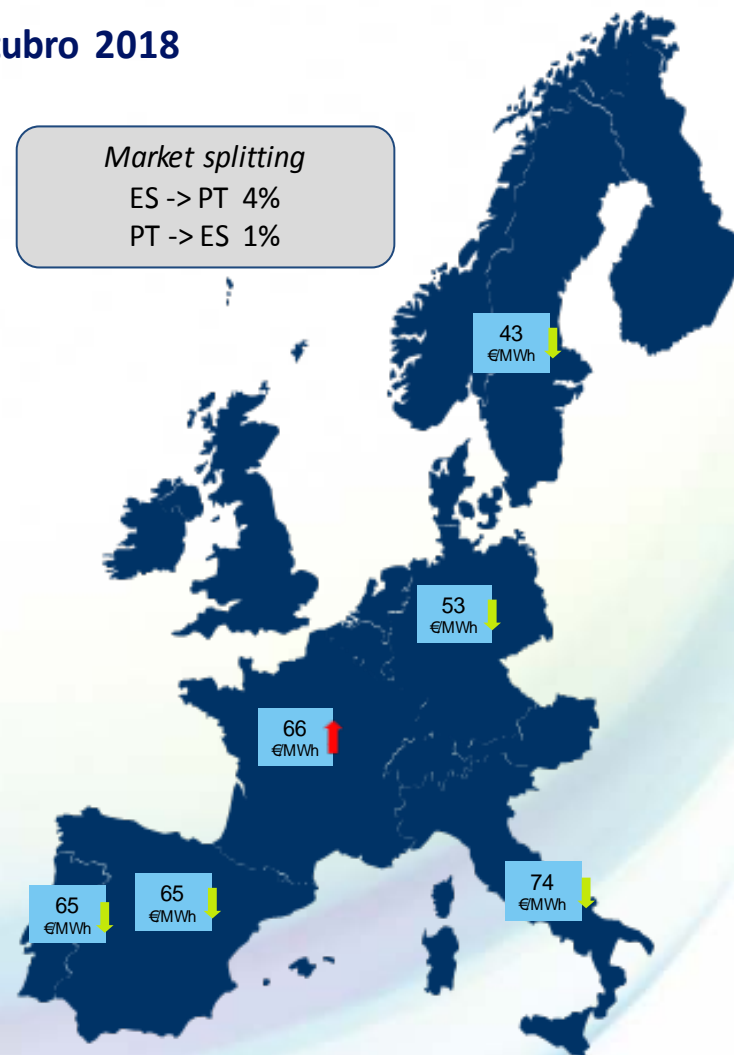 tubro 2018
Market splitting
ES -> PT 4%
PT -> ES 1%
43
€/MWh
53
€/MWh
66
€/MWh
65
€/MWh
65
€/MWh
74
€/MWh